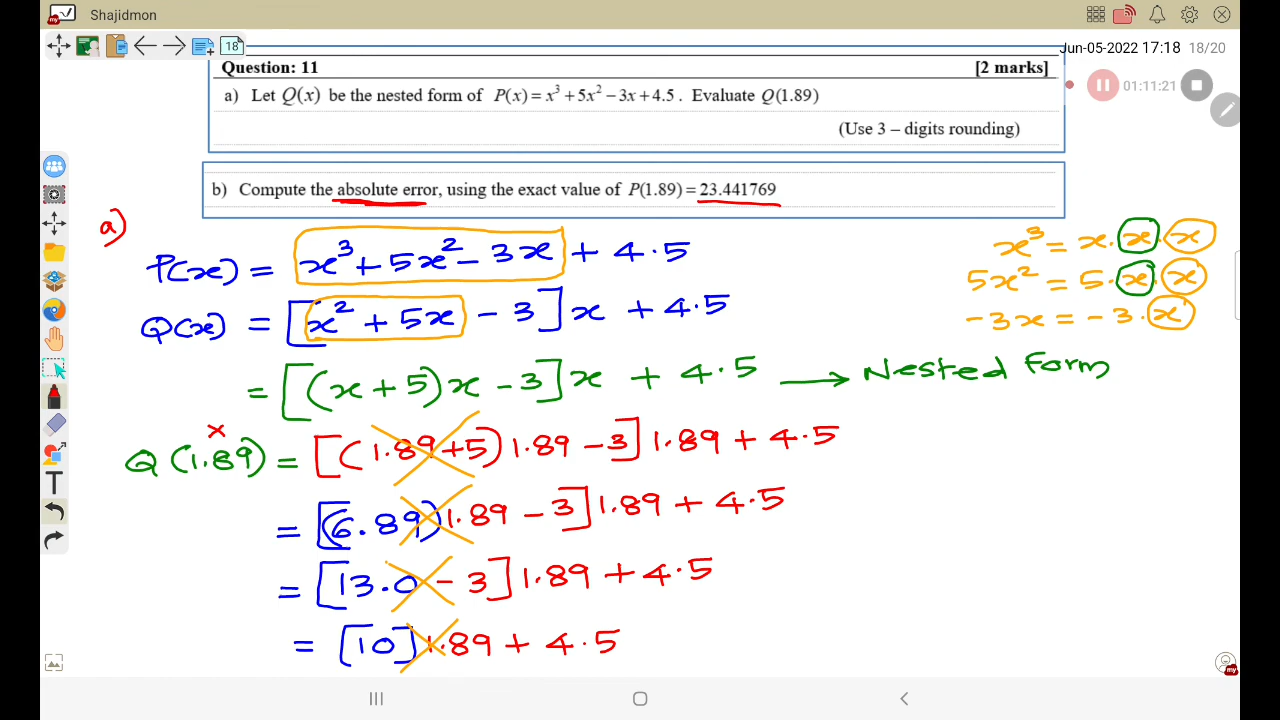 Shajidmon
18
Jun-05-2022 17:18 18/20
Question: 11 [2 marks]
01:11:21
a) Let Q(x) be the nested form of P(x) = x³ + 5x² − 3x + 4.5 . Evaluate Q(1.89)
(Use 3 – digits rounding)
b) Compute the absolute error, using the exact value of P(1.89) = 23.441769
a)
P(x) = x³ + 5x² − 3x + 4.5
x³ = x · x · x
5x² = 5 · x · x
−3x = −3 · x
Q(x) = [x² + 5x − 3]x + 4.5
= [(x + 5)x − 3]x + 4.5 → Nested Form
x
Q(1.89) = [(1.89 + 5)1.89 − 3]1.89 + 4.5
= [(6.89)1.89 − 3]1.89 + 4.5
= [13.0 − 3]1.89 + 4.5
= [10]1.89 + 4.5
T
my
my